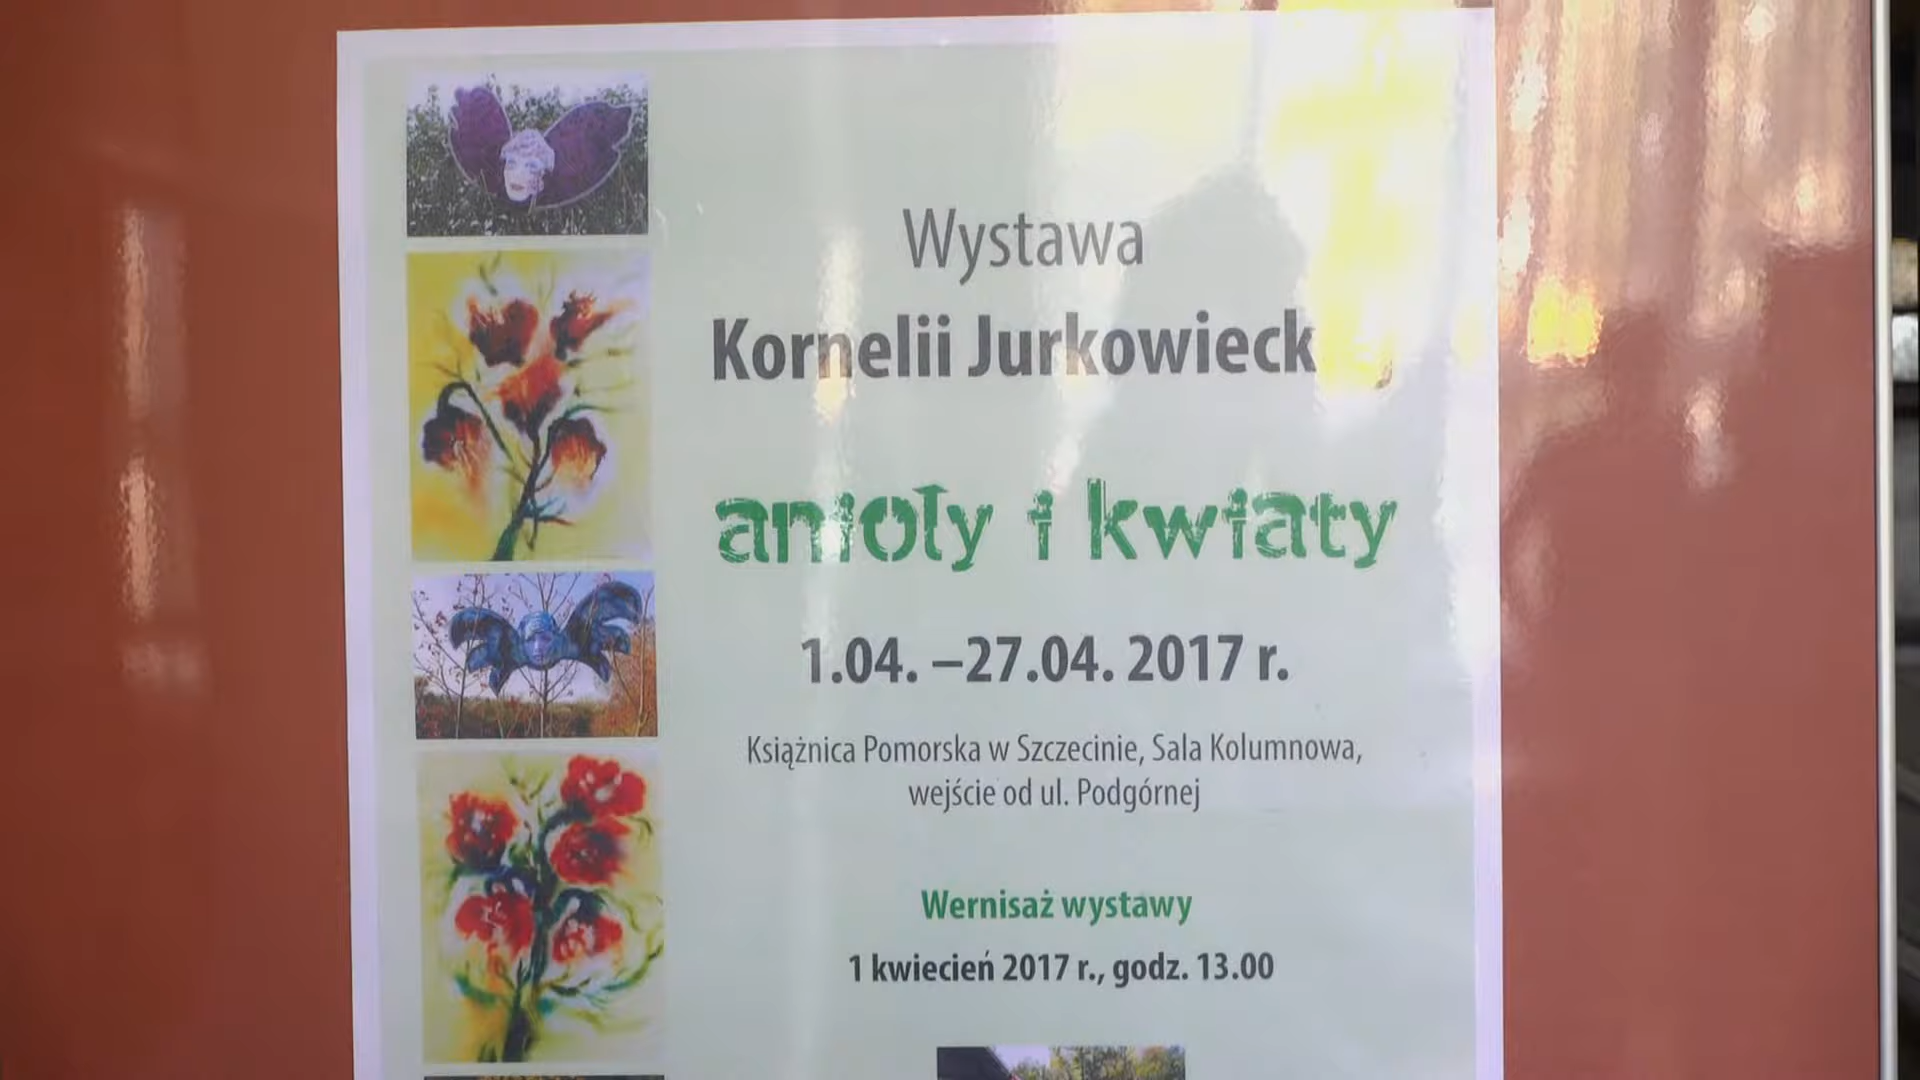 Wystawa
Kornelii Jurkowieck
anioły i kwiaty
1.04. –27.04. 2017 r.
Książnica Pomorska w Szczecinie, Sala Kolumnowa,
wejście od ul. Podgórnej
Wernisaż wystawy
1 kwiecień 2017 r., godz. 13.00